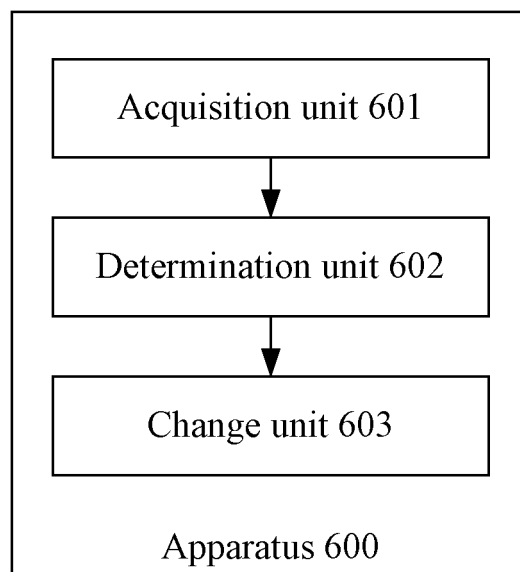 Acquisition unit 601
Determination unit 602
Change unit 603
Apparatus 600